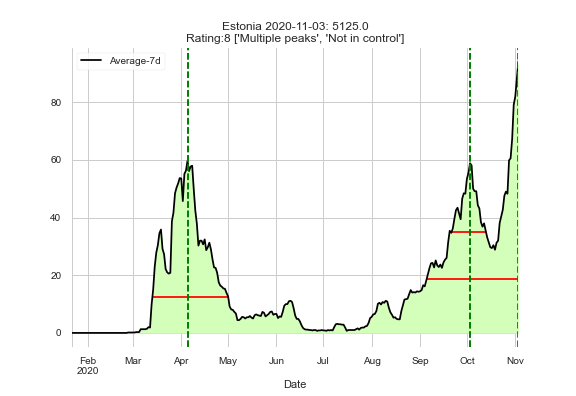 Estonia 2020-11-03: 5125.0
Rating:8 ['Multiple peaks', 'Not in control']
Average-7d
80
60
40
20
0
Feb Mar Apr May Jun Jul Aug Sep Oct Nov
2020
Date